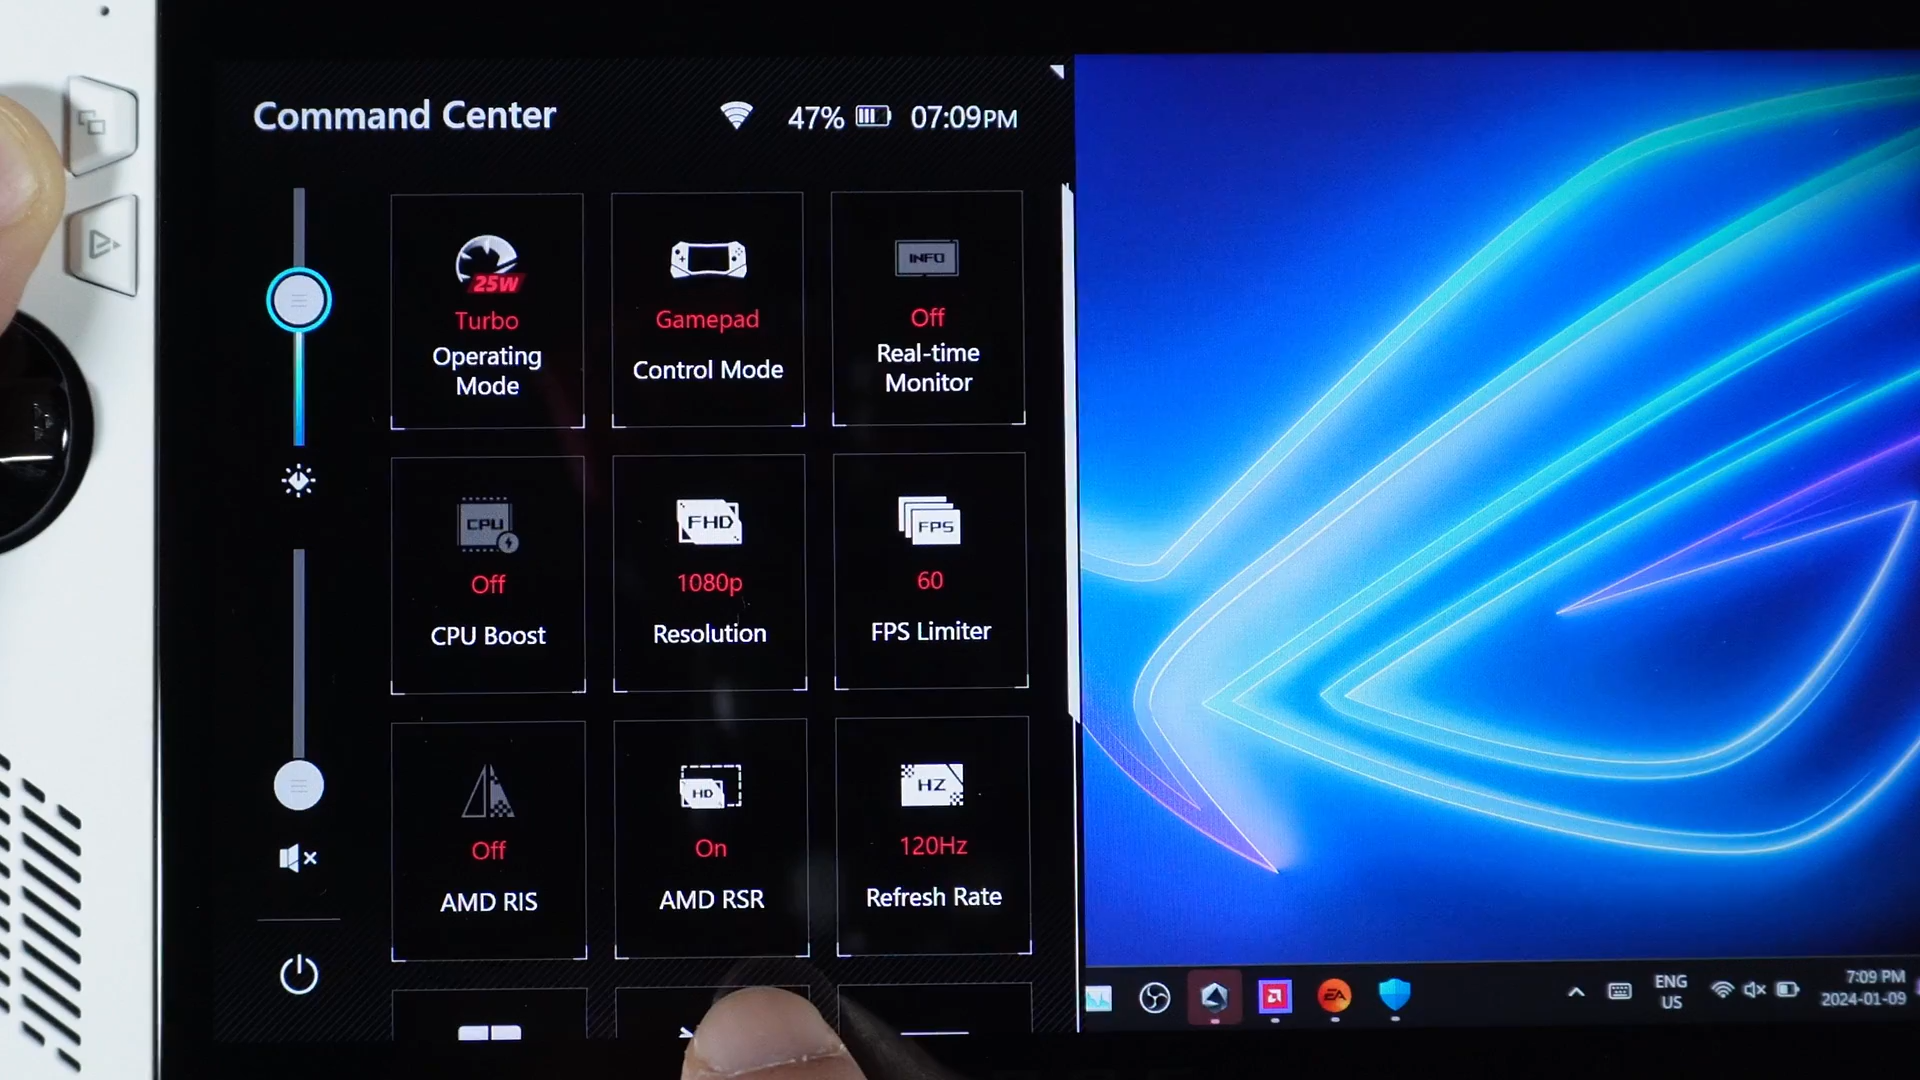 Command Center
47% 07:09PM
25W
Turbo
Operating
Mode
Gamepad
Control Mode
INFO
Off
Real-time
Monitor
CPU
Off
CPU Boost
FHD
1080p
Resolution
FPS
60
FPS Limiter
Off
AMD RIS
HD
On
AMD RSR
HZ
120Hz
Refresh Rate
EA
ENG
US
7:09 PM
2024-01-09